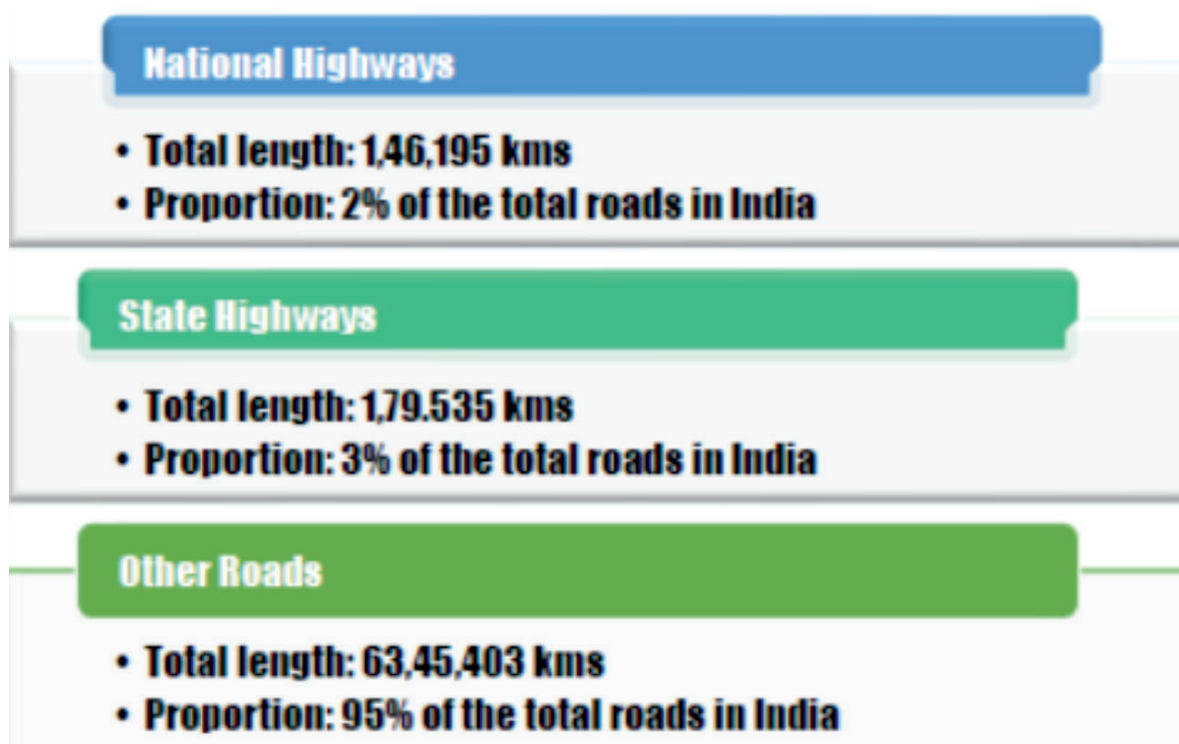 National Highways
• Total length: 1,46,195 kms
• Proportion: 2% of the total roads in India
State Highways
• Total length: 1,79.535 kms
• Proportion: 3% of the total roads in India
Other Roads
• Total length: 63,45,403 kms
• Proportion: 95% of the total roads in India